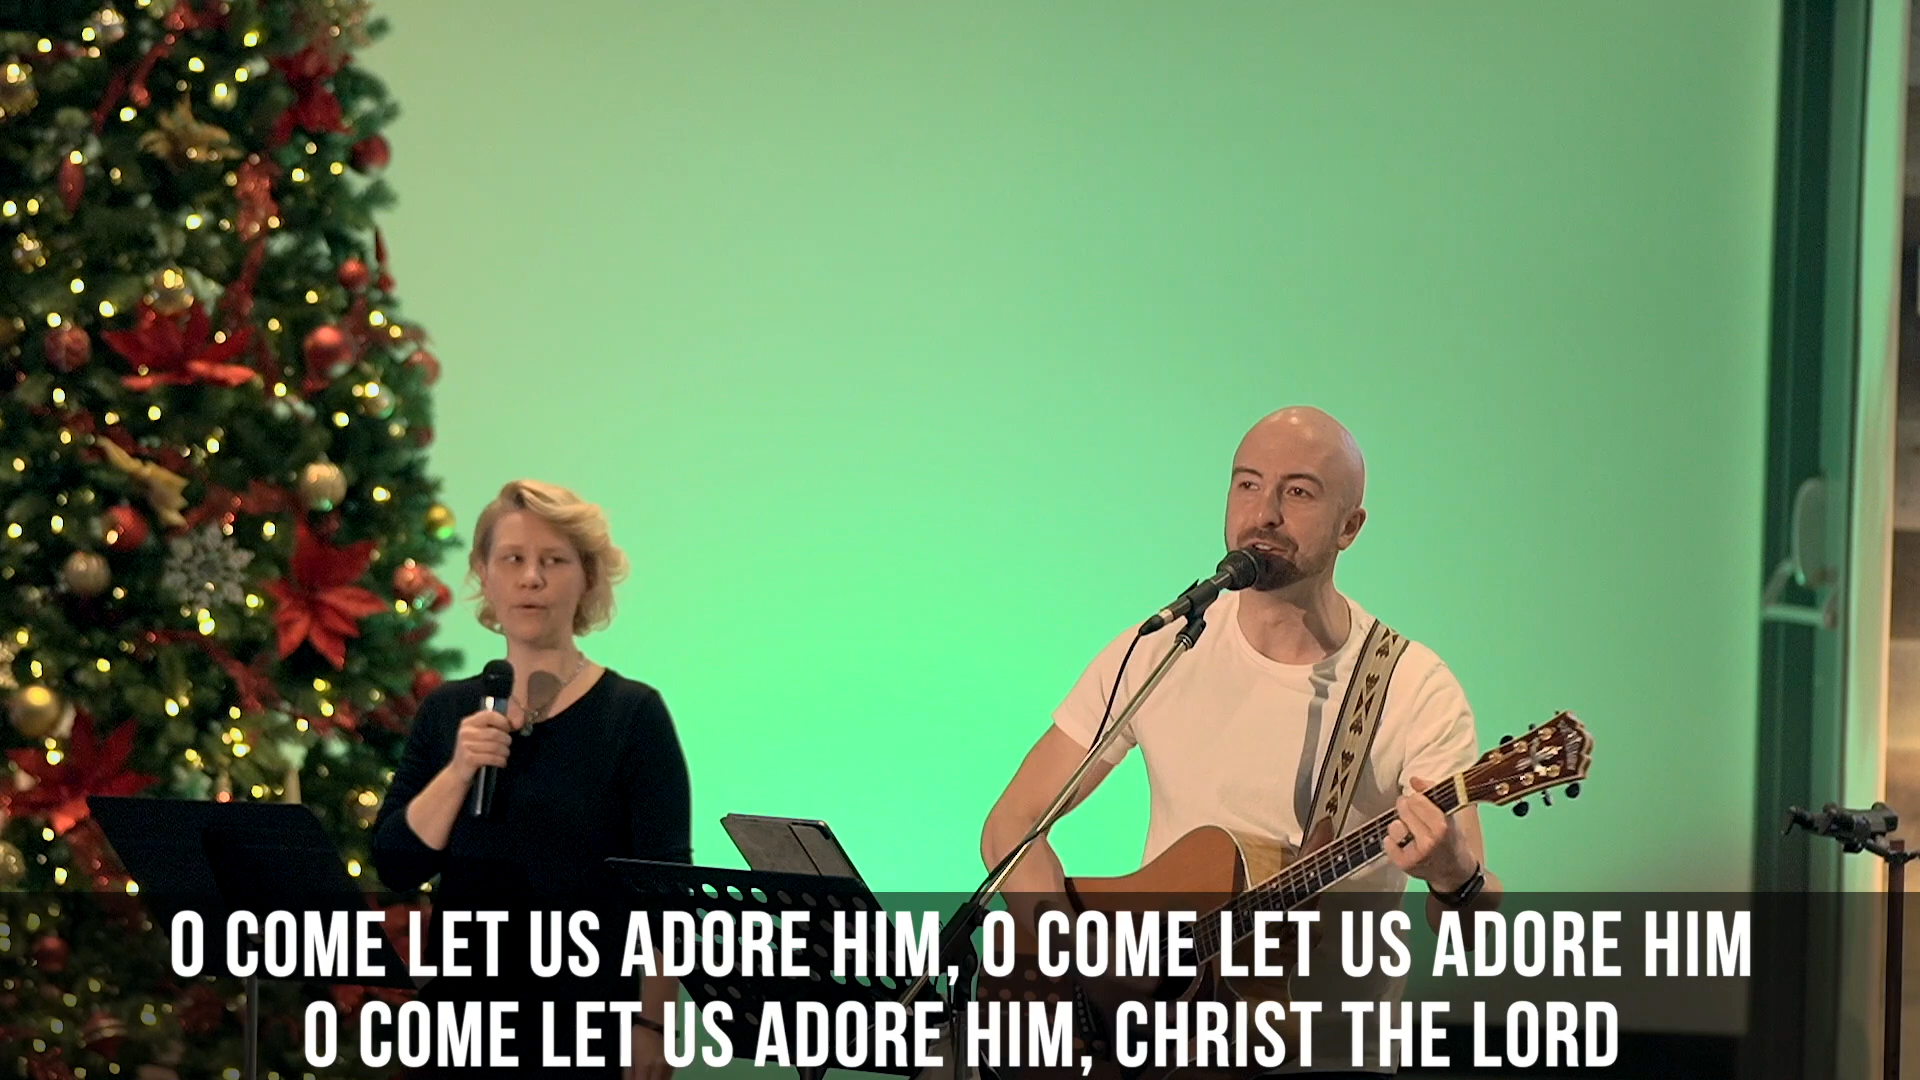 O COME LET US ADORE HIM, O COME LET US ADORE HIM
O COME LET US ADORE HIM, CHRIST THE LORD